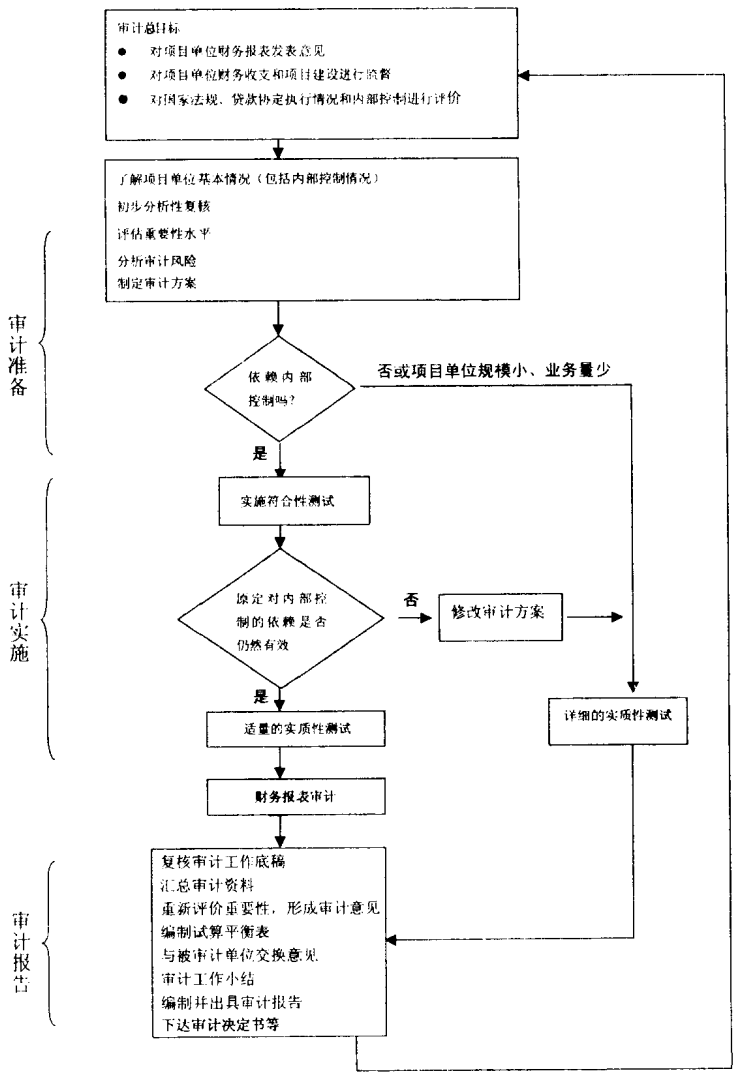 审计总目标
● 对项目单位财务报表发表意见
● 对项目单位财务收支和项目建设进行监督
● 对国家法规、贷款协定执行情况和内部控制进行评价
了解项目单位基本情况（包括内部控制情况）
初步分析性复核
评估重要性水平
分析审计风险
制定审计方案
审计准备
依赖内部
控制吗？
否或项目单位规模小、业务量少
是
实施符合性测试
审计实施
原定对内部控
制的依赖是否
仍然有效
否
修改审计方案
是
适量的实质性测试
详细的实质性测试
财务报表审计
审计报告
复核审计工作底稿
汇总审计资料
重新评价重要性，形成审计意见
编制试算平衡表
与被审计单位交换意见
审计工作小结
编制并出具审计报告
下达审计决定书等